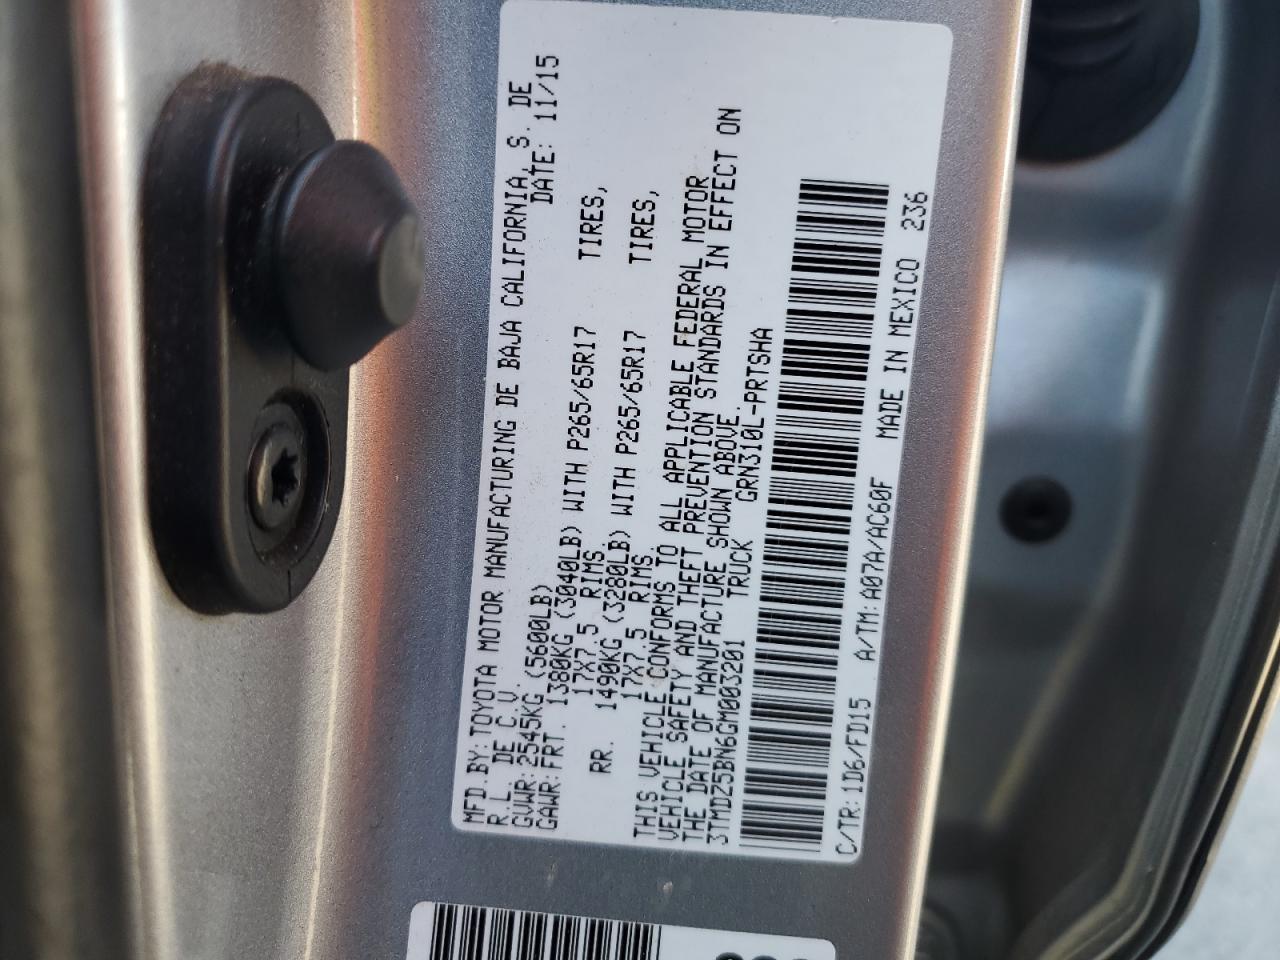 MFD.BY:TOYOTA MOTOR MANUFACTURING DE BAJA CALIFORNIA, S. DE
R.L. DE C.V. DATE: 11/15
GVWR:2545KG (5600LB)
GAWR:FRT. 1380KG (3040LB) WITH P265/65R17 TIRES,
17X7.5 RIMS.
RR. 1490KG (3280LB) WITH P265/65R17 TIRES,
17X7.5 RIMS.
THIS VEHICLE CONFORMS TO ALL APPLICABLE FEDERAL MOTOR
VEHICLE SAFETY AND THEFT PREVENTION STANDARDS IN EFFECT ON
THE DATE OF MANUFACTURE SHOWN ABOVE.
3TMDZ5BN6GM003201 TRUCK GRN310L-PRTSHA
C/TR:1D6/FD15 A/TM:A07A/AC60F MADE IN MEXICO 236